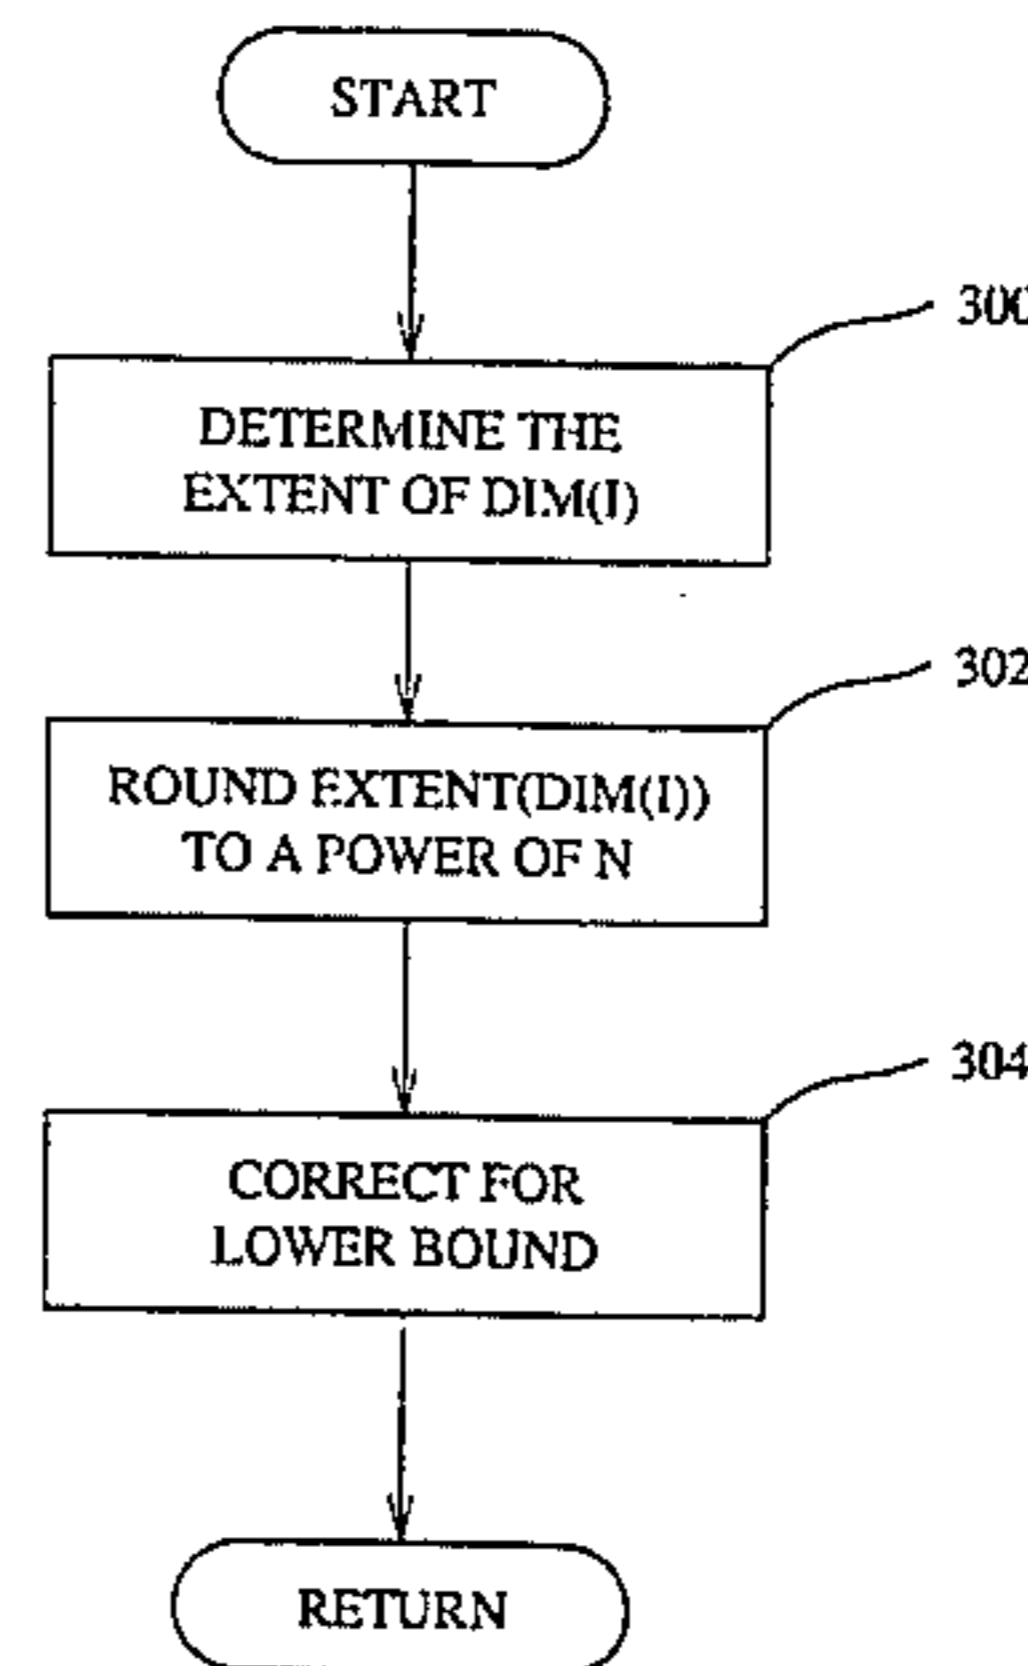 START
300
DETERMINE THE
EXTENT OF DIM(I)
302
ROUND EXTENT(DIM(I))
TO A POWER OF N
304
CORRECT FOR
LOWER BOUND
RETURN